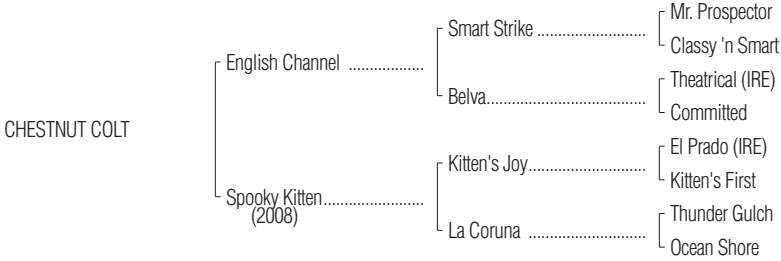 Mr. Prospector
Smart Strike ..........................
Classy 'n Smart
English Channel ..................
Theatrical (IRE)
Belva......................................
Committed
CHESTNUT COLT
El Prado (IRE)
Kitten's Joy............................
Kitten's First
Spooky Kitten........................
(2008)
Thunder Gulch
La Coruna ............................
Ocean Shore